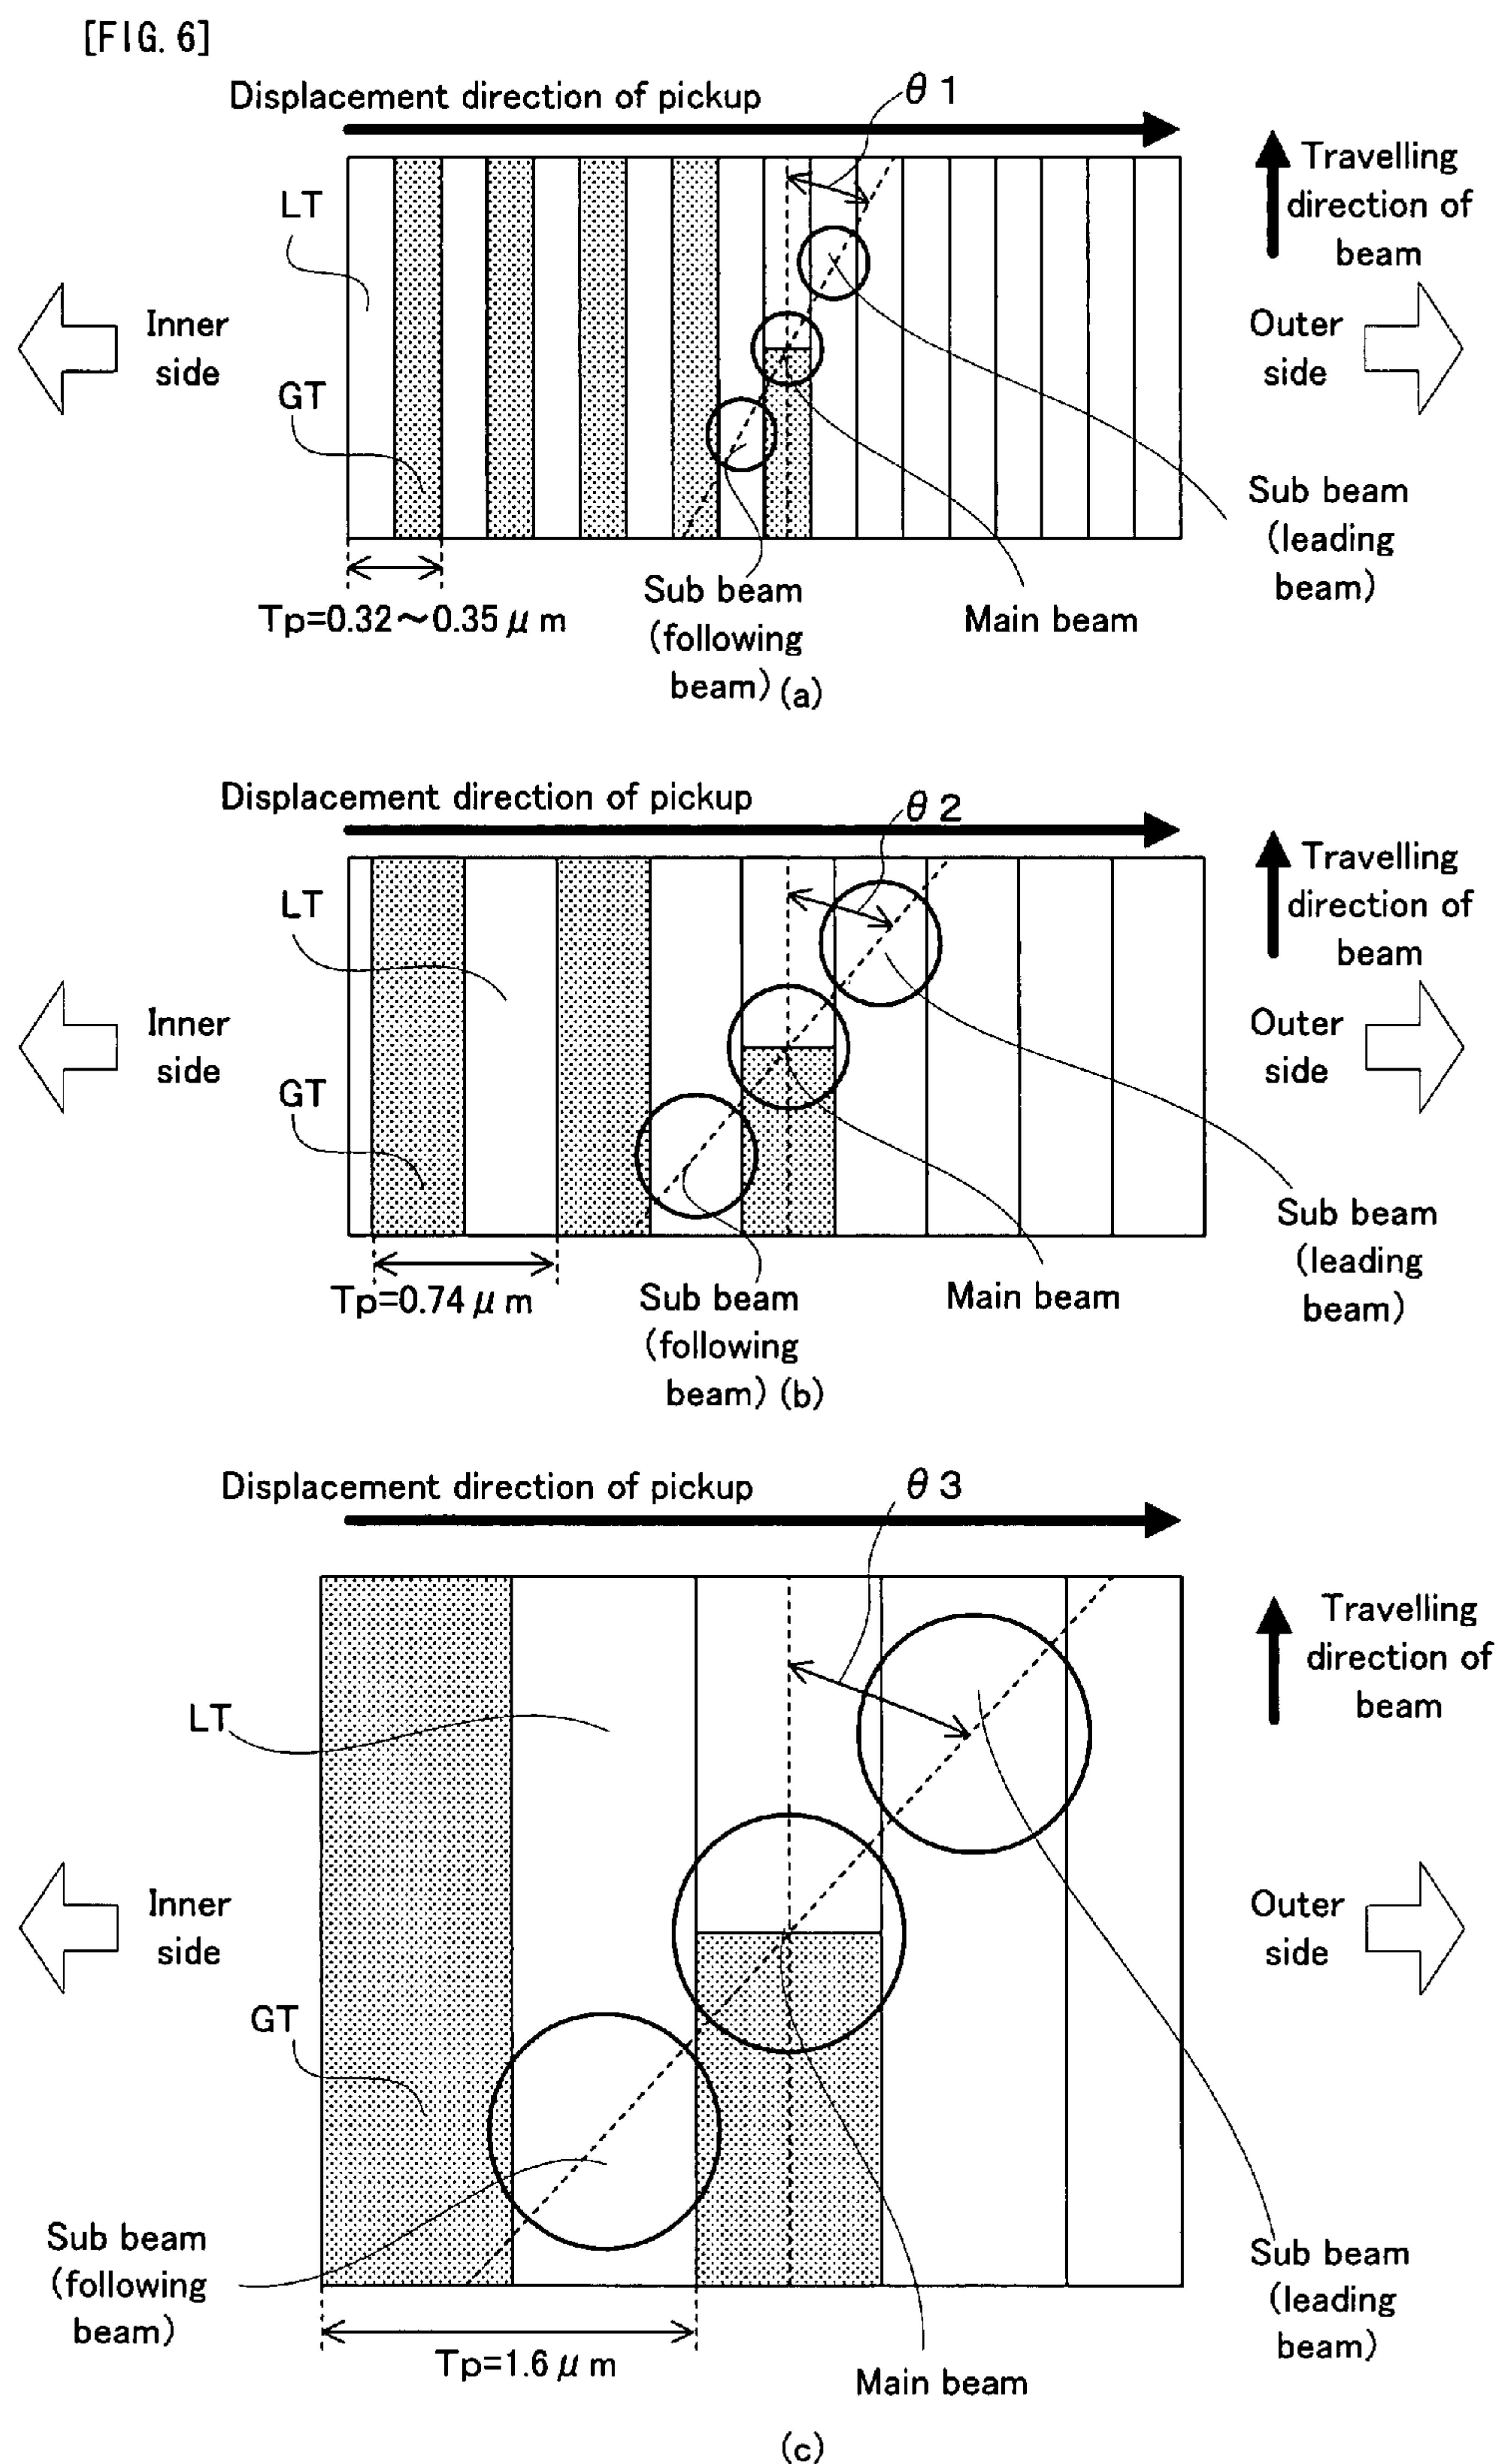 [FIG. 6]
Displacement direction of pickup
θ 1
Travelling
direction of
beam
LT
Inner
side
Outer
side
GT
Sub beam
(leading
beam)
Tp=0.32～0.35 μ m
Sub beam
(following
beam)
Main beam
(a)
Displacement direction of pickup
θ 2
Travelling
direction of
beam
LT
Inner
side
Outer
side
GT
Sub beam
(leading
beam)
Tp=0.74 μ m
Sub beam
(following
beam)
Main beam
(b)
Displacement direction of pickup
θ 3
Travelling
direction of
beam
LT
Inner
side
Outer
side
GT
Sub beam
(following
beam)
Sub beam
(leading
beam)
Tp=1.6 μ m
Main beam
(c)